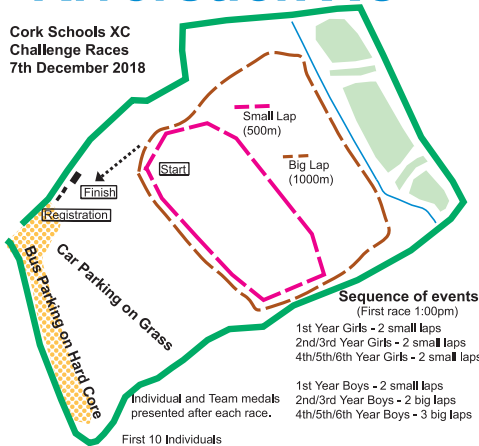 Cork Schools XC
Challenge Races
7th December 2018
Small Lap
(500m)
Big Lap
(1000m)
Start
Finish
Registration
Car Parking on Grass
Bus Parking on Hard Core
Sequence of events
(First race 1:00pm)
1st Year Girls - 2 small laps
2nd/3rd Year Girls - 2 small laps
4th/5th/6th Year Girls - 2 small laps
1st Year Boys - 2 small laps
2nd/3rd Year Boys - 2 big laps
4th/5th/6th Year Boys - 3 big laps
Individual and Team medals
presented after each race.
First 10 Individuals